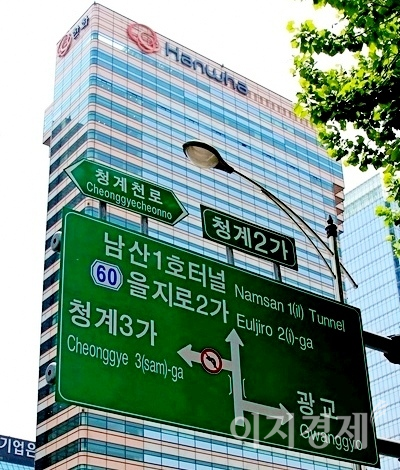 한화
Hanwha
청계천로
Cheonggyecheonno
청계2가
남산1호터널
Namsan 1(il) Tunnel
60
을지로2가
Euljiro 2(i)-ga
청계3가
Cheonggye 3(sam)-ga
광교
Gwanggyo
이지경제
기업은